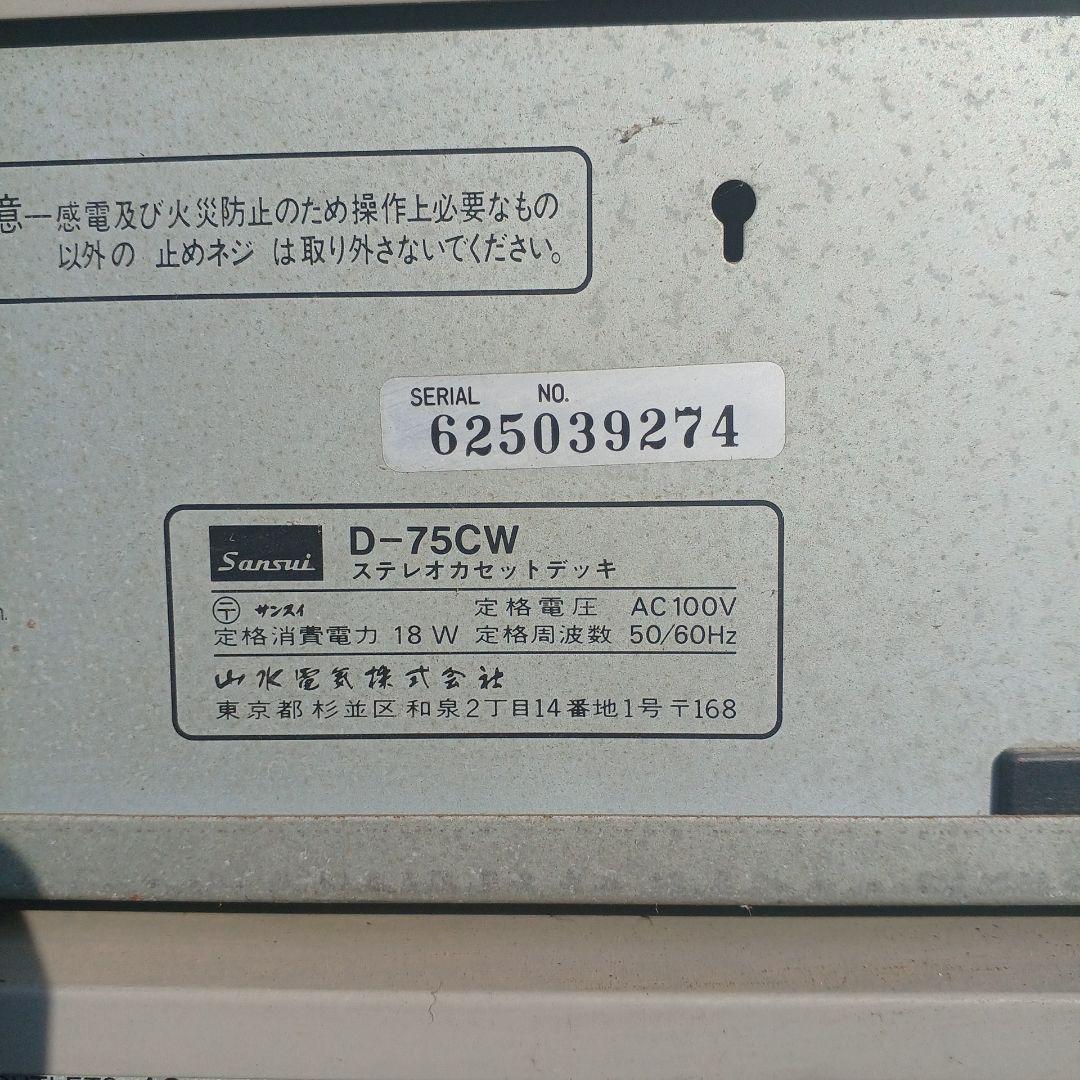 意－感電及び火災防止のため操作上必要なもの
以外の 止めネジ は取り外さないでください。
SERIAL NO.
625039274
Sansui D-75CW
ステレオカセットデッキ
〒 サンスイ 定格電圧 AC100V
定格消費電力 18W 定格周波数 50/60Hz
山水電気株式会社
東京都杉並区和泉2丁目14番地1号〒168